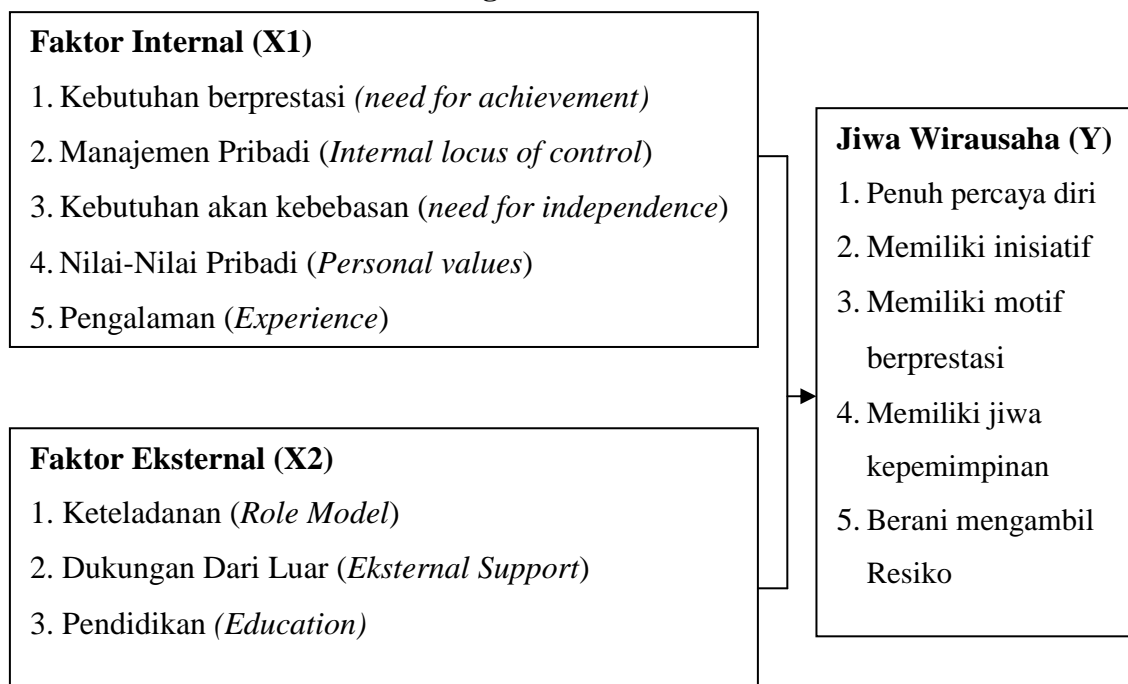 Faktor Internal (X1)
1. Kebutuhan berprestasi (need for achievement)
2. Manajemen Pribadi (Internal locus of control)
3. Kebutuhan akan kebebasan (need for independence)
4. Nilai-Nilai Pribadi (Personal values)
5. Pengalaman (Experience)
Faktor Eksternal (X2)
1. Keteladanan (Role Model)
2. Dukungan Dari Luar (Eksternal Support)
3. Pendidikan (Education)
Jiwa Wirausaha (Y)
1. Penuh percaya diri
2. Memiliki inisiatif
3. Memiliki motif
berprestasi
4. Memiliki jiwa
kepemimpinan
5. Berani mengambil
Resiko